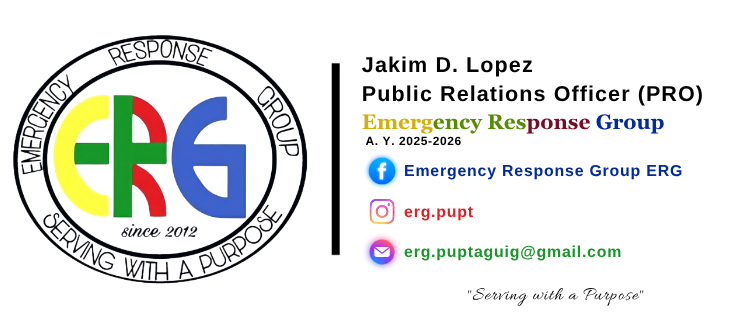 EMERGENCY RESPONSE GROUP
ERG
since 2012
SERVING WITH A PURPOSE
Jakim D. Lopez
Public Relations Officer (PRO)
Emergency Response Group
A. Y. 2025-2026
Emergency Response Group ERG
erg.pupt
erg.puptaguig@gmail.com
"Serving with a Purpose"